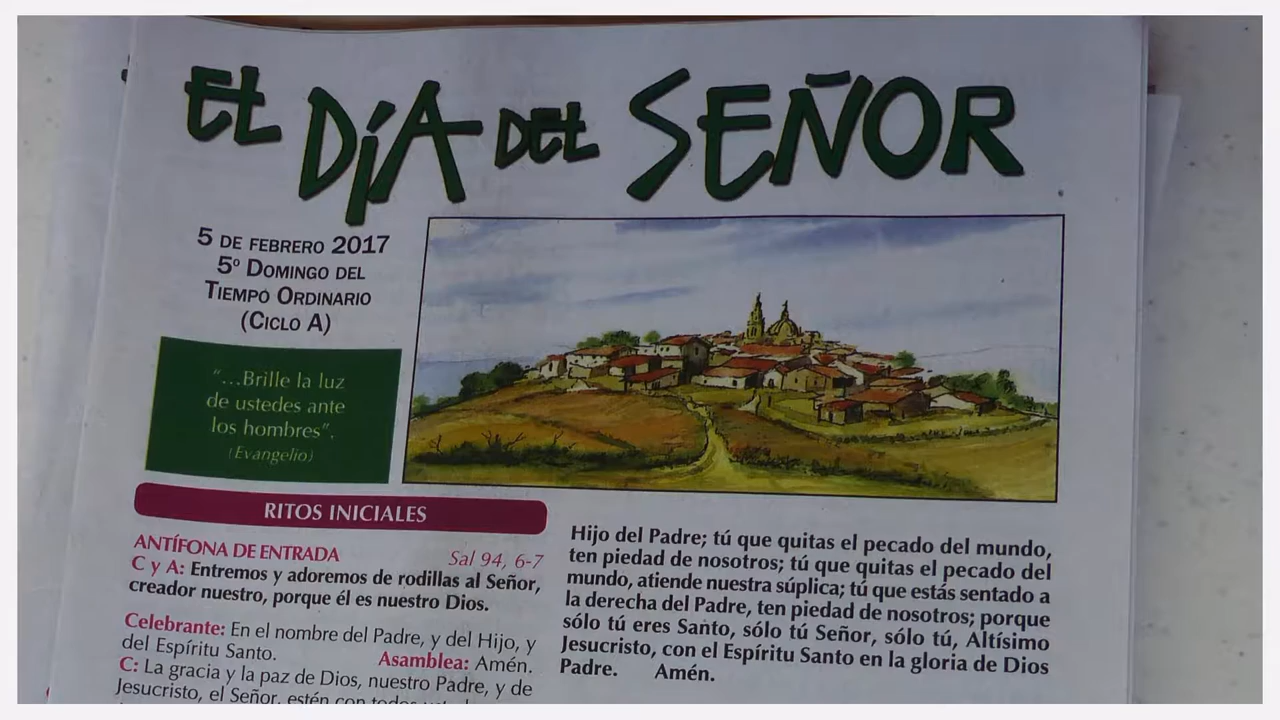 EL DÍA DEL SEÑOR
5 DE FEBRERO 2017
5º DOMINGO DEL
TIEMPO ORDINARIO
(CICLO A)
“...Brille la luz
de ustedes ante
los hombres”.
(Evangelio)
RITOS INICIALES
ANTÍFONA DE ENTRADA Sal 94, 6-7
C y A: Entremos y adoremos de rodillas al Señor,
creador nuestro, porque él es nuestro Dios.
Celebrante: En el nombre del Padre, y del Hijo, y
del Espíritu Santo. Asamblea: Amén.
C: La gracia y la paz de Dios, nuestro Padre, y de
Jesucristo, el Señor, estén con todos
Hijo del Padre; tú que quitas el pecado del mundo,
ten piedad de nosotros; tú que quitas el pecado del
mundo, atiende nuestra súplica; tú que estás sentado a
la derecha del Padre, ten piedad de nosotros; porque
sólo tú eres Santo, sólo tú Señor, sólo tú, Altísimo
Jesucristo, con el Espíritu Santo en la gloria de Dios
Padre. Amén.